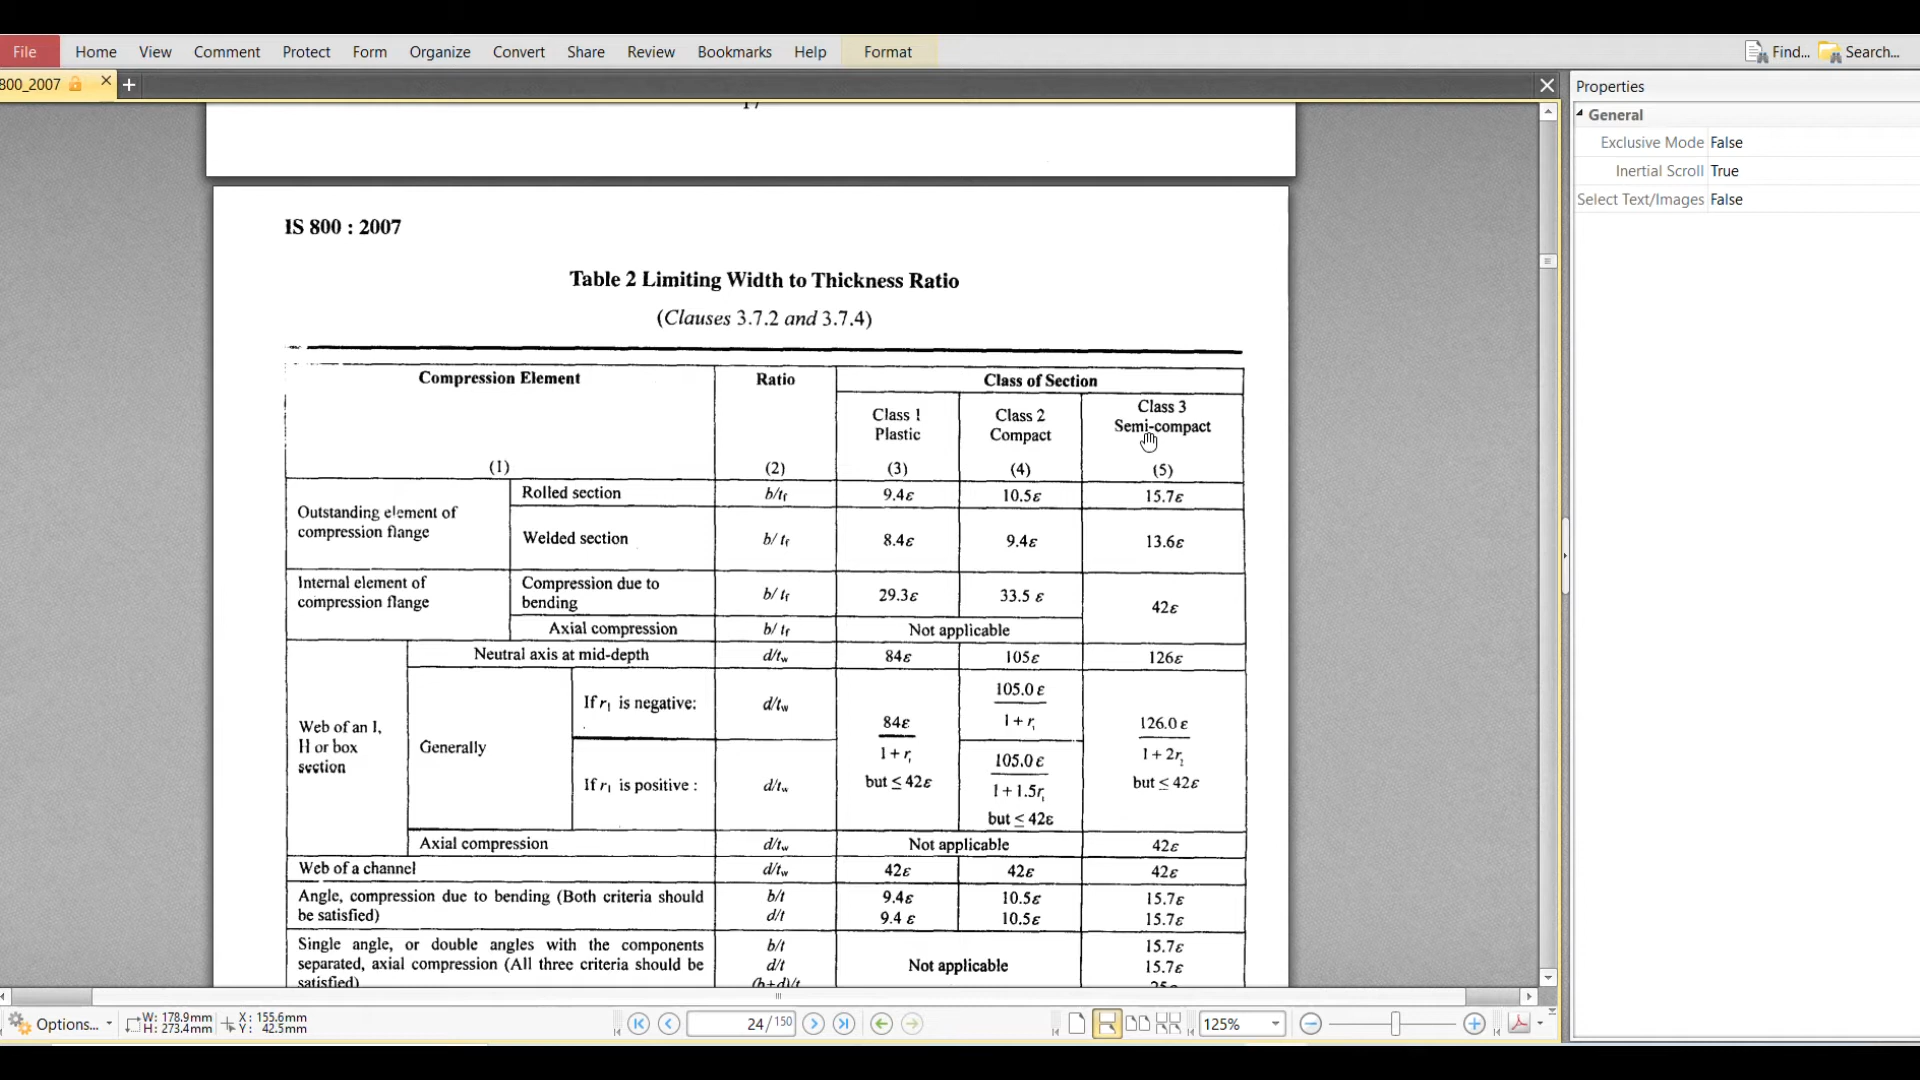 File Home View Comment Protect Form Organize Convert Share Review Bookmarks Help Format Find... Search...
800_2007
Properties
General
Exclusive Mode False
Inertial Scroll True
Select Text/Images False
17
IS 800 : 2007
Table 2 Limiting Width to Thickness Ratio
(Clauses 3.7.2 and 3.7.4)
Compression Element Ratio Class of Section
Class 1 Plastic Class 2 Compact Class 3 Semi-compact
(1) (2) (3) (4) (5)
Outstanding element of compression flange Rolled section b/tf 9.4ε 10.5ε 15.7ε
Welded section b/ tf 8.4ε 9.4ε 13.6ε
Internal element of compression flange Compression due to bending b/ tf 29.3ε 33.5 ε 42ε
Axial compression b/ tf Not applicable
Web of an I, H or box section Neutral axis at mid-depth d/tw 84ε 105ε 126ε
Generally If r1 is negative: d/tw 84ε / 1 + r1 but ≤ 42ε 105.0 ε / 1 + r1 126.0 ε / 1 + 2r1 but ≤ 42ε
If r1 is positive : d/tw 105.0 ε / 1 + 1.5r1 but ≤ 42ε
Axial compression d/tw Not applicable 42ε
Web of a channel d/tw 42ε 42ε 42ε
Angle, compression due to bending (Both criteria should b/t 9.4ε 10.5ε 15.7ε
be satisfied) d/t 9.4 ε 10.5ε 15.7ε
Single angle, or double angles with the components b/t 15.7ε
separated, axial compression (All three criteria should be d/t Not applicable 15.7ε
satisfied) (b+d)/t 25ε
Options... W: 178.9mm X: 155.6mm
H: 273.4mm Y: 42.5mm
24 / 150 125%